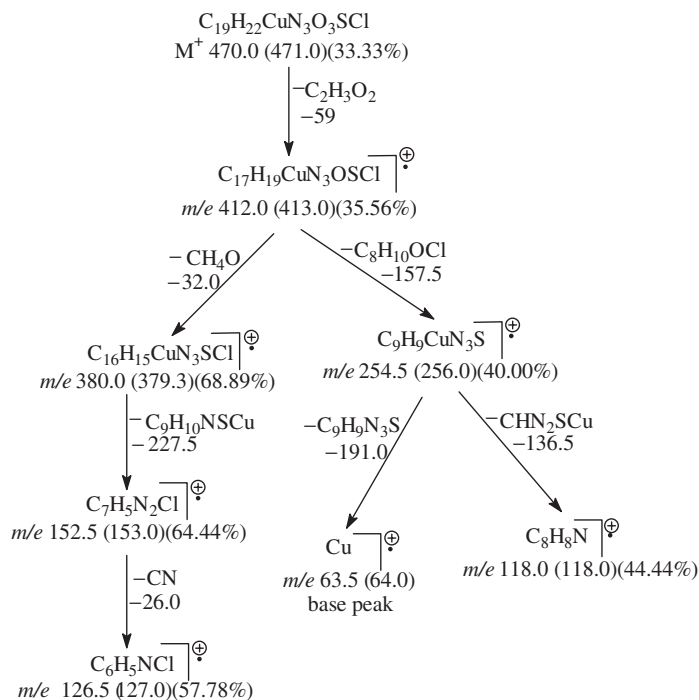 C₁₉H₂₂CuN₃O₃SCl
M⁺ 470.0 (471.0)(33.33%)
−C₂H₃O₂
−59
C₁₇H₁₉CuN₃OSCl ⊕•
m/e 412.0 (413.0)(35.56%)
− CH₄O
−32.0
−C₈H₁₀OCl
−157.5
C₁₆H₁₅CuN₃SCl ⊕•
m/e 380.0 (379.3)(68.89%)
C₉H₉CuN₃S ⊕•
m/e 254.5 (256.0)(40.00%)
− C₉H₁₀NSCu
−227.5
−C₉H₉N₃S
−191.0
−CHN₂SCu
−136.5
C₇H₅N₂Cl ⊕•
m/e 152.5 (153.0)(64.44%)
Cu ⊕•
m/e 63.5 (64.0)
base peak
C₈H₈N ⊕•
m/e 118.0 (118.0)(44.44%)
−CN
−26.0
C₆H₅NCl ⊕•
m/e 126.5 (127.0)(57.78%)